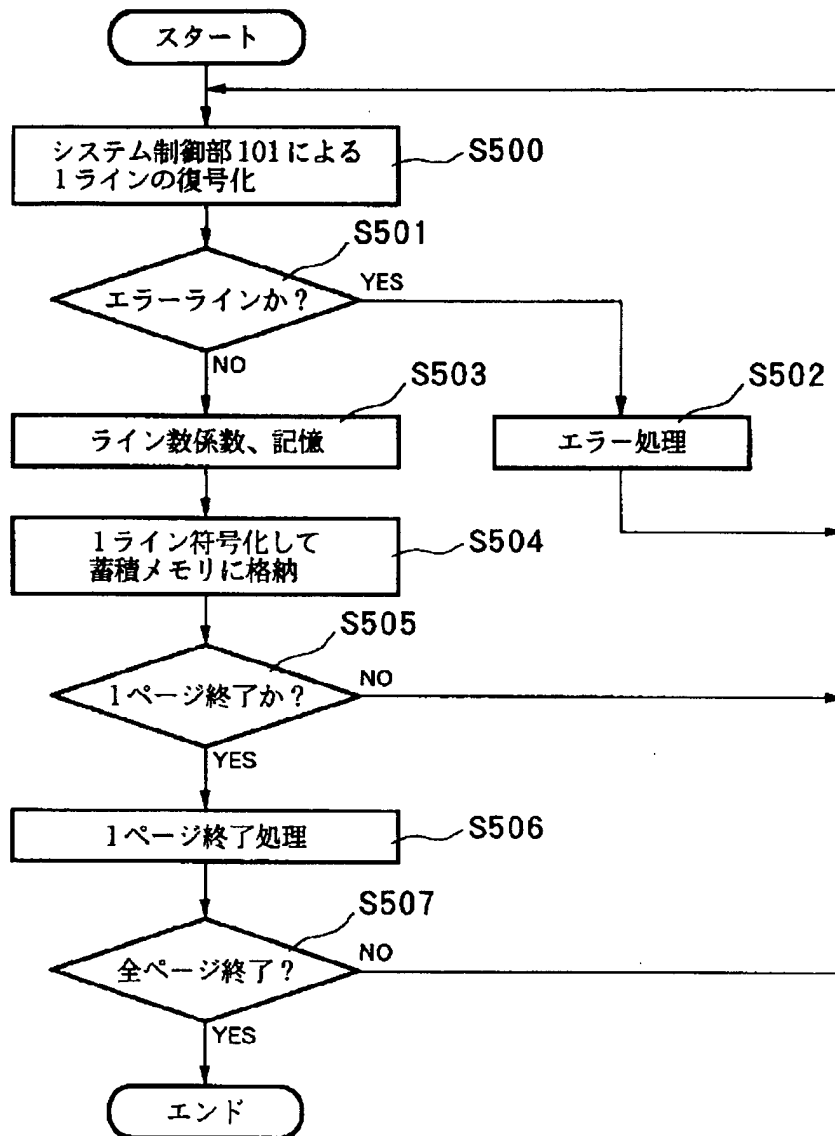 スタート
システム制御部101による
1ラインの復号化
S500
S501
エラーラインか?
YES
NO
S503
S502
ライン数係数、記憶
エラー処理
1ライン符号化して
蓄積メモリに格納
S504
S505
1ページ終了か?
NO
YES
1ページ終了処理
S506
S507
全ページ終了?
NO
YES
エンド